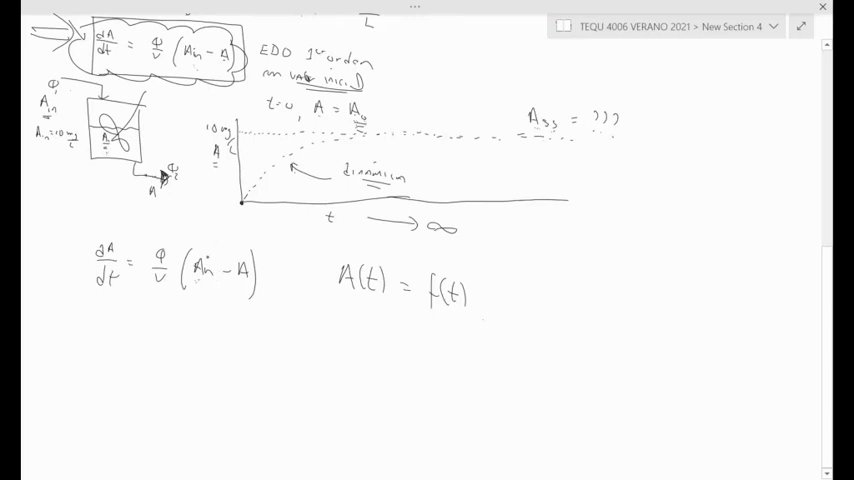 L
TEQU 4006 VERANO 2021 > New Section 4
dA/dt = Φ/V (Ain - A)
EDO 1er orden
un valor inicial
t=0, A = A0
Φ
Ain
Ain=10 mg/L
A
Φ
A
10 mg/L
A
Ass = ???
dinamica
t → ∞
dA/dt = Φ/V (Ain - A)
A(t) = f(t)